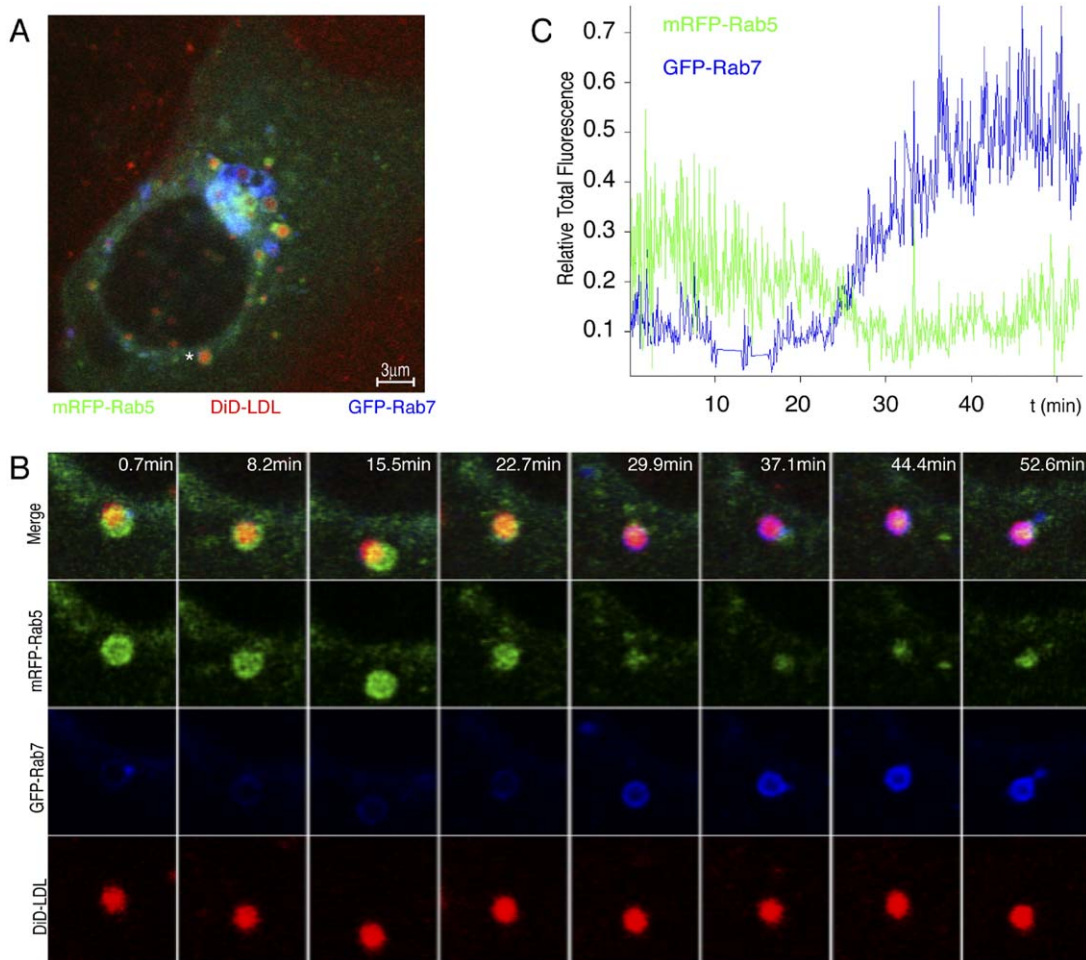 A
*
3μm
mRFP-Rab5 DiD-LDL GFP-Rab7
C
mRFP-Rab5
GFP-Rab7
Relative Total Fluorescence
0.7
0.6
0.5
0.4
0.3
0.2
0.1
10 20 30 40 t (min)
B
0.7min 8.2min 15.5min 22.7min 29.9min 37.1min 44.4min 52.6min
Merge
mRFP-Rab5
GFP-Rab7
DiD-LDL